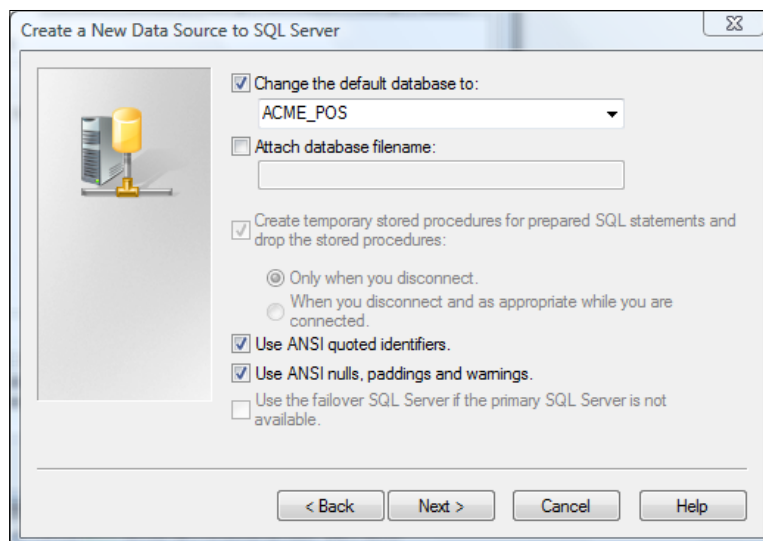 Create a New Data Source to SQL Server
Change the default database to:
ACME_POS
Attach database filename:
Create temporary stored procedures for prepared SQL statements and
drop the stored procedures:
Only when you disconnect.
When you disconnect and as appropriate while you are
connected.
Use ANSI quoted identifiers.
Use ANSI nulls, paddings and warnings.
Use the failover SQL Server if the primary SQL Server is not
available.
< Back
Next >
Cancel
Help